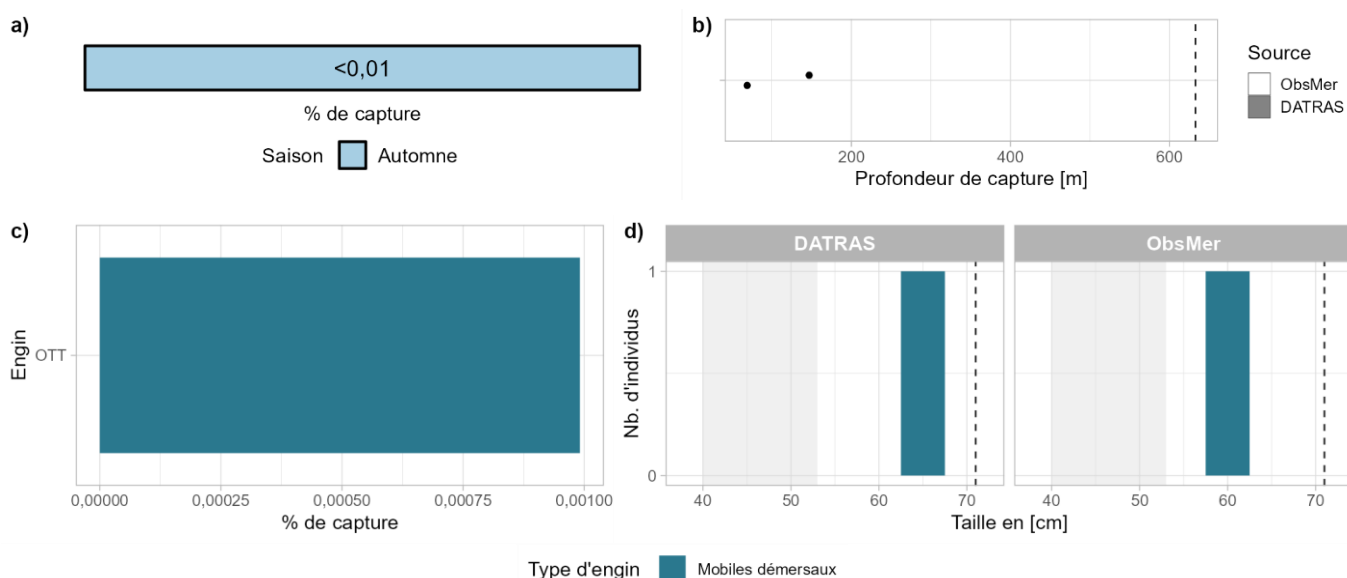 a)
<0,01
% de capture
Saison Automne
b)
200 400 600
Profondeur de capture [m]
Source
ObsMer
DATRAS
c)
Engin
OTT
0,00000 0,00025 0,00050 0,00075 0,00100
% de capture
d)
DATRAS ObsMer
Nb. d'individus
1
0
40 50 60 70 40 50 60 70
Taille en [cm]
Type d'engin Mobiles démersaux